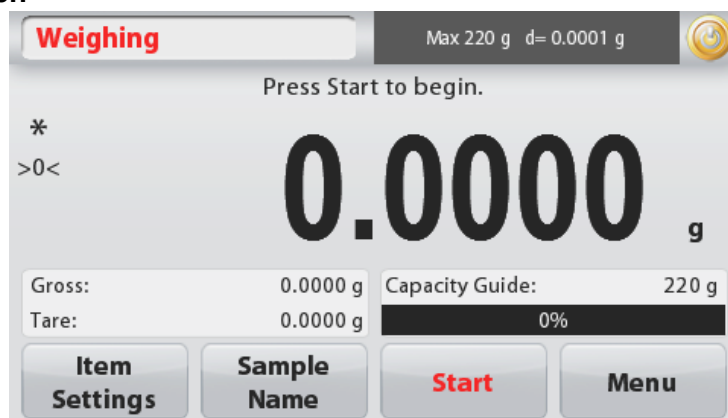 Weighing
Max 220 g d= 0.0001 g
Press Start to begin.
*
>0<
0.0000 g
Gross: 0.0000 g
Tare: 0.0000 g
Capacity Guide: 220 g
0%
Item
Settings
Sample
Name
Start
Menu